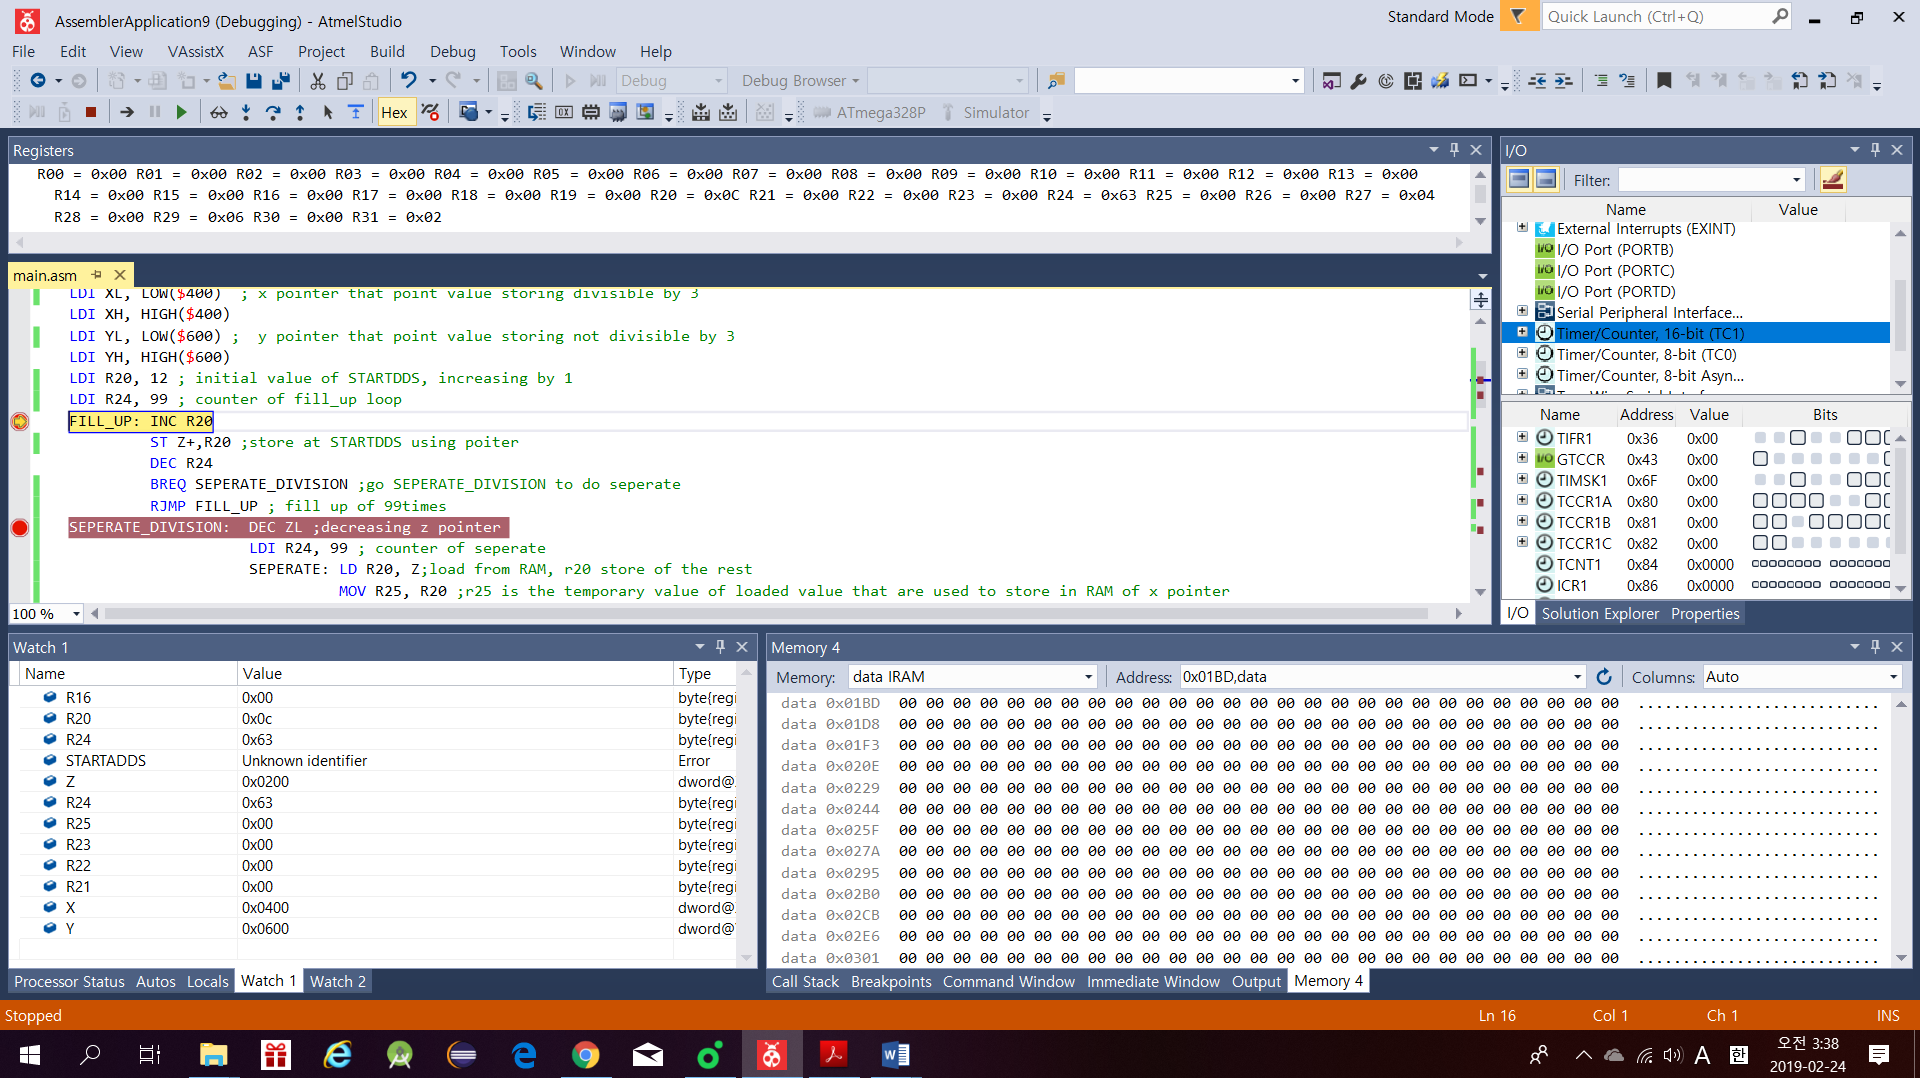 AssemblerApplication9 (Debugging) - AtmelStudio
Standard Mode
Quick Launch (Ctrl+Q)
File Edit View VAssistX ASF Project Build Debug Tools Window Help
Debug Debug Browser
Hex ATmega328P Simulator
Registers
R00 = 0x00 R01 = 0x00 R02 = 0x00 R03 = 0x00 R04 = 0x00 R05 = 0x00 R06 = 0x00 R07 = 0x00 R08 = 0x00 R09 = 0x00 R10 = 0x00 R11 = 0x00 R12 = 0x00 R13 = 0x00
R14 = 0x00 R15 = 0x00 R16 = 0x00 R17 = 0x00 R18 = 0x00 R19 = 0x00 R20 = 0x0C R21 = 0x00 R22 = 0x00 R23 = 0x00 R24 = 0x63 R25 = 0x00 R26 = 0x00 R27 = 0x04
R28 = 0x00 R29 = 0x06 R30 = 0x00 R31 = 0x02
main.asm
LDI XL, LOW($400) ; x pointer that point value storing divisible by 3
LDI XH, HIGH($400)
LDI YL, LOW($600) ; y pointer that point value storing not divisible by 3
LDI YH, HIGH($600)
LDI R20, 12 ; initial value of STARTDDS, increasing by 1
LDI R24, 99 ; counter of fill_up loop
FILL_UP: INC R20
ST Z+,R20 ;store at STARTDDS using poiter
DEC R24
BREQ SEPERATE_DIVISION ;go SEPERATE_DIVISION to do seperate
RJMP FILL_UP ; fill up of 99times
SEPERATE_DIVISION: DEC ZL ;decreasing z pointer
LDI R24, 99 ; counter of seperate
SEPERATE: LD R20, Z;load from RAM, r20 store of the rest
MOV R25, R20 ;r25 is the temporary value of loaded value that are used to store in RAM of x pointer
100 %
I/O
Filter:
Name Value
External Interrupts (EXINT)
I/O Port (PORTB)
I/O Port (PORTC)
I/O Port (PORTD)
Serial Peripheral Interface...
Timer/Counter, 16-bit (TC1)
Timer/Counter, 8-bit (TC0)
Timer/Counter, 8-bit Asyn...
Name Address Value Bits
TIFR1 0x36 0x00
GTCCR 0x43 0x00
TIMSK1 0x6F 0x00
TCCR1A 0x80 0x00
TCCR1B 0x81 0x00
TCCR1C 0x82 0x00
TCNT1 0x84 0x0000
ICR1 0x86 0x0000
I/O Solution Explorer Properties
Watch 1
Name Value Type
R16 0x00 byte{regi
R20 0x0c byte{regi
R24 0x63 byte{regi
STARTADDS Unknown identifier Error
Z 0x0200 dword@
R24 0x63 byte{regi
R25 0x00 byte{regi
R23 0x00 byte{regi
R22 0x00 byte{regi
R21 0x00 byte{regi
X 0x0400 dword@
Y 0x0600 dword@
Processor Status Autos Locals Watch 1 Watch 2
Memory 4
Memory: data IRAM Address: 0x01BD,data Columns: Auto
data 0x01BD 00 00 00 00 00 00 00 00 00 00 00 00 00 00 00 00 00 00 00 00 00 00 00 00 00 00 00 ...........................
data 0x01D8 00 00 00 00 00 00 00 00 00 00 00 00 00 00 00 00 00 00 00 00 00 00 00 00 00 00 00 ...........................
data 0x01F3 00 00 00 00 00 00 00 00 00 00 00 00 00 00 00 00 00 00 00 00 00 00 00 00 00 00 00 ...........................
data 0x020E 00 00 00 00 00 00 00 00 00 00 00 00 00 00 00 00 00 00 00 00 00 00 00 00 00 00 00 ...........................
data 0x0229 00 00 00 00 00 00 00 00 00 00 00 00 00 00 00 00 00 00 00 00 00 00 00 00 00 00 00 ...........................
data 0x0244 00 00 00 00 00 00 00 00 00 00 00 00 00 00 00 00 00 00 00 00 00 00 00 00 00 00 00 ...........................
data 0x025F 00 00 00 00 00 00 00 00 00 00 00 00 00 00 00 00 00 00 00 00 00 00 00 00 00 00 00 ...........................
data 0x027A 00 00 00 00 00 00 00 00 00 00 00 00 00 00 00 00 00 00 00 00 00 00 00 00 00 00 00 ...........................
data 0x0295 00 00 00 00 00 00 00 00 00 00 00 00 00 00 00 00 00 00 00 00 00 00 00 00 00 00 00 ...........................
data 0x02B0 00 00 00 00 00 00 00 00 00 00 00 00 00 00 00 00 00 00 00 00 00 00 00 00 00 00 00 ...........................
data 0x02CB 00 00 00 00 00 00 00 00 00 00 00 00 00 00 00 00 00 00 00 00 00 00 00 00 00 00 00 ...........................
data 0x02E6 00 00 00 00 00 00 00 00 00 00 00 00 00 00 00 00 00 00 00 00 00 00 00 00 00 00 00 ...........................
data 0x0301 00 00 00 00 00 00 00 00 00 00 00 00 00 00 00 00 00 00 00 00 00 00 00 00 00 00 00 ...........................
Call Stack Breakpoints Command Window Immediate Window Output Memory 4
Stopped Ln 16 Col 1 Ch 1 INS
A 한 오전 3:38
2019-02-24